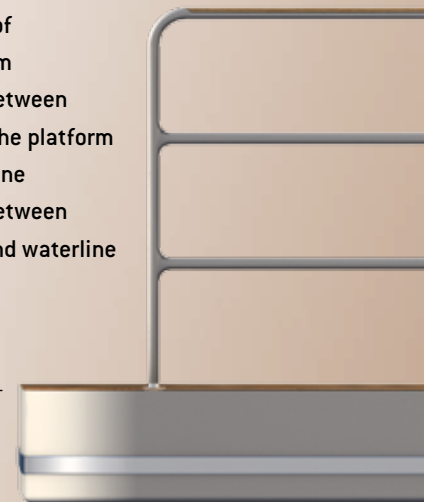 of
m
etween
he platform
ne
etween
nd waterline